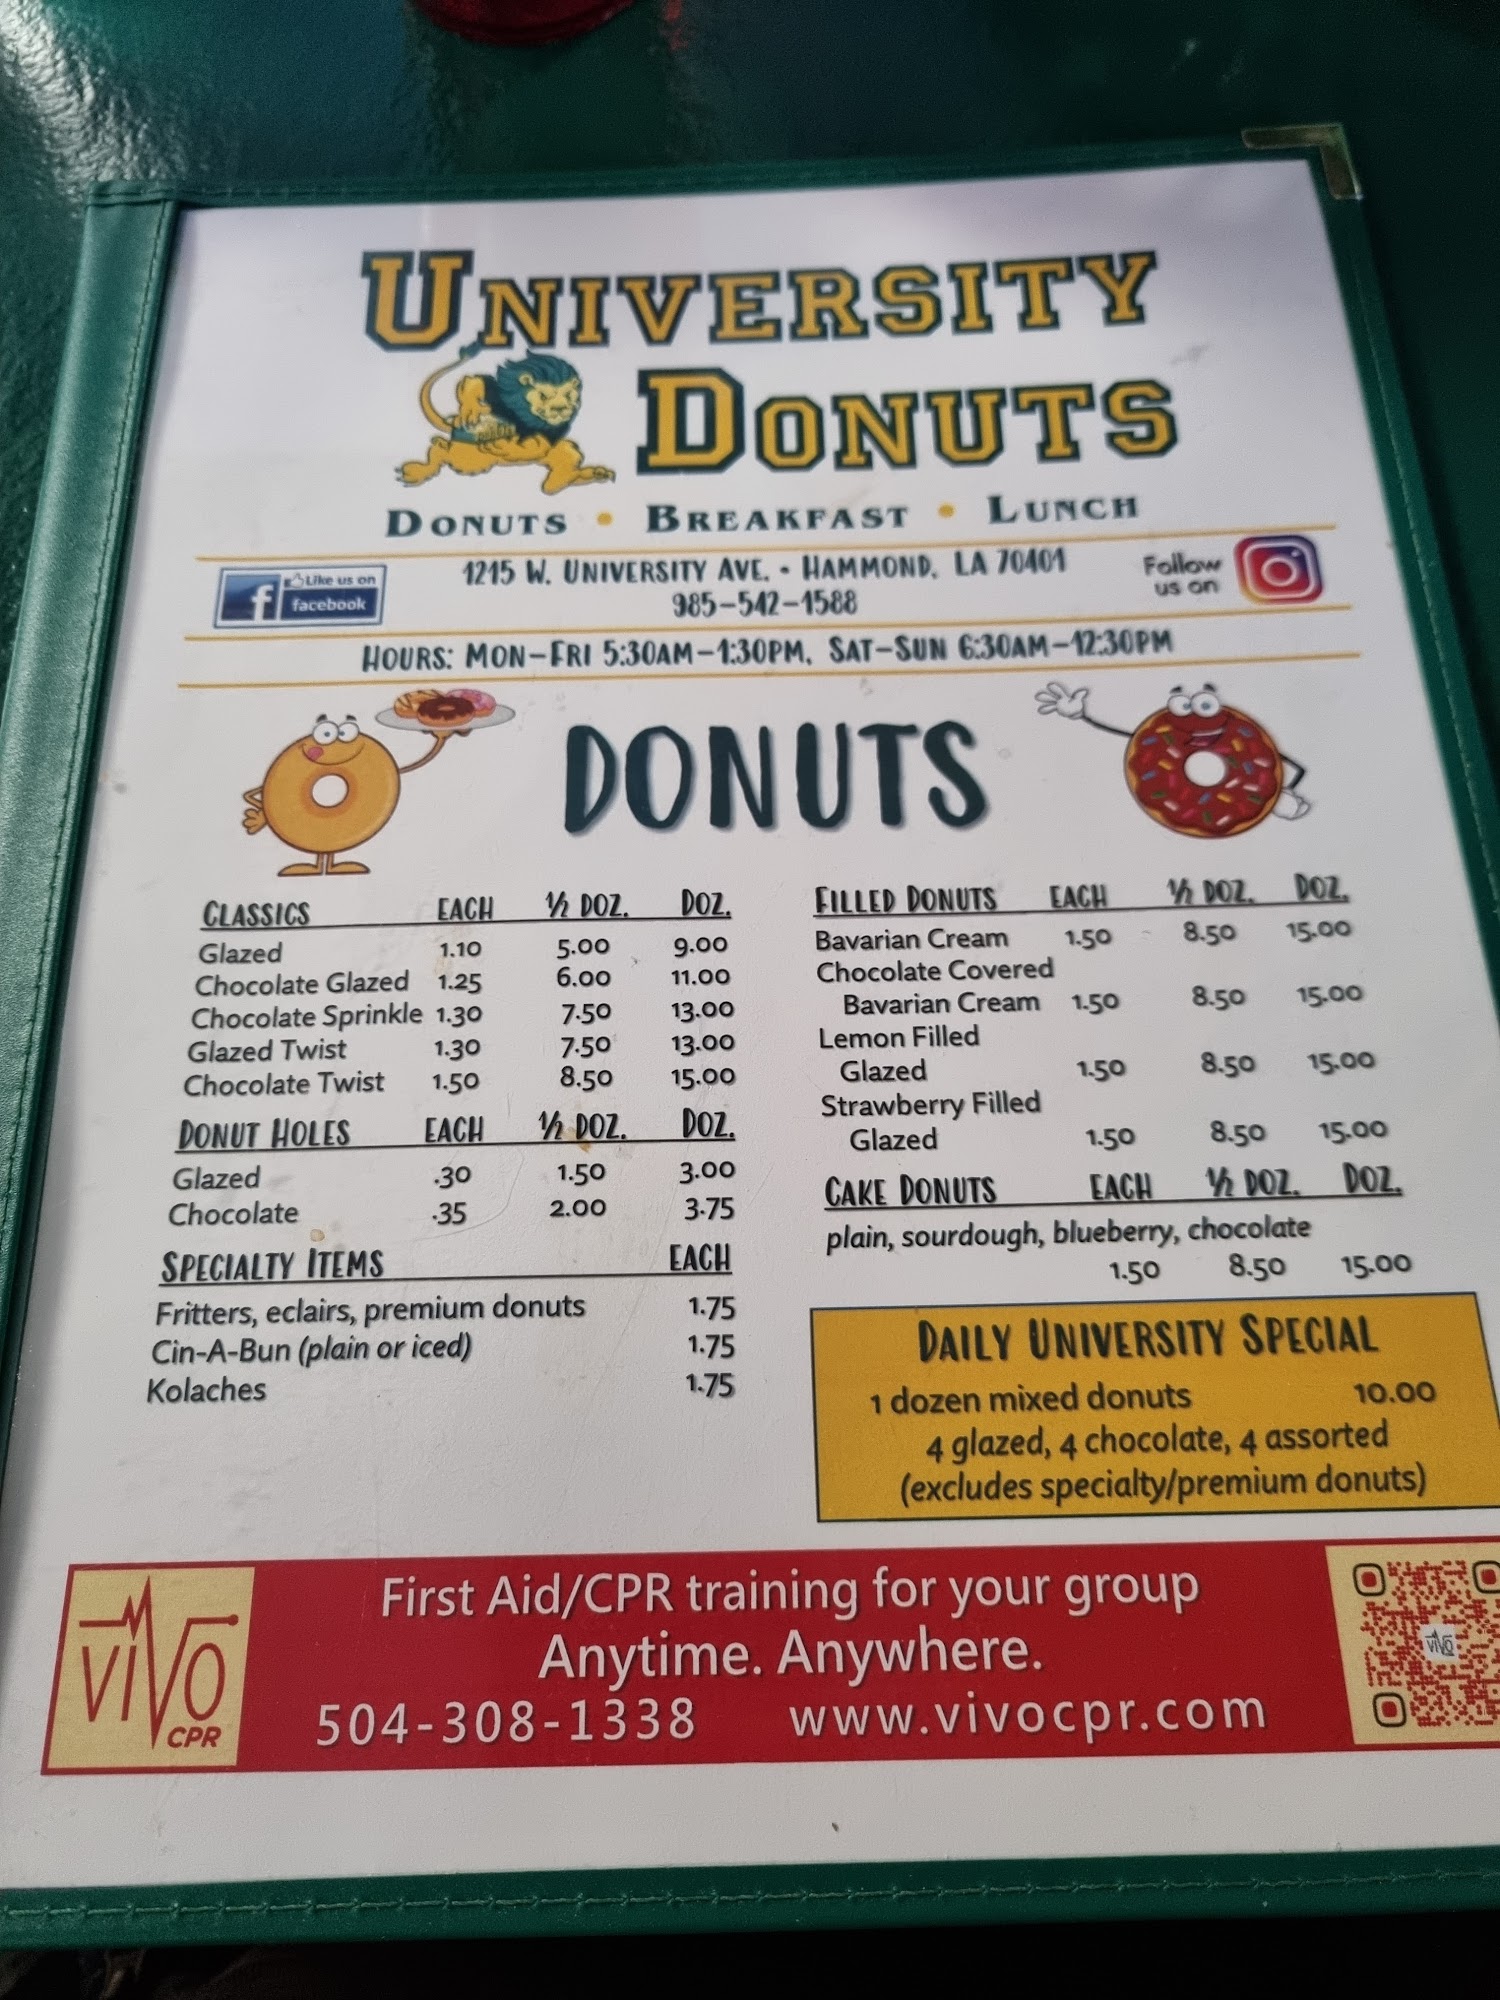 University
Donuts
Donuts • Breakfast • Lunch
Like us on
facebook
1215 W. University Ave. • Hammond, LA 70401
985-542-1588
Follow
us on
Hours: Mon-Fri 5:30am-1:30pm, Sat-Sun 6:30am-12:30pm
Donuts
Classics Each ½ Doz. Doz.
Glazed 1.10 5.00 9.00
Chocolate Glazed 1.25 6.00 11.00
Chocolate Sprinkle 1.30 7.50 13.00
Glazed Twist 1.30 7.50 13.00
Chocolate Twist 1.50 8.50 15.00
Donut Holes Each ½ Doz. Doz.
Glazed .30 1.50 3.00
Chocolate .35 2.00 3.75
Specialty Items Each
Fritters, eclairs, premium donuts 1.75
Cin-A-Bun (plain or iced) 1.75
Kolaches 1.75
Filled Donuts Each ½ Doz. Doz.
Bavarian Cream 1.50 8.50 15.00
Chocolate Covered
Bavarian Cream 1.50 8.50 15.00
Lemon Filled
Glazed 1.50 8.50 15.00
Strawberry Filled
Glazed 1.50 8.50 15.00
Cake Donuts Each ½ Doz. Doz.
plain, sourdough, blueberry, chocolate
1.50 8.50 15.00
Daily University Special
1 dozen mixed donuts 10.00
4 glazed, 4 chocolate, 4 assorted
(excludes specialty/premium donuts)
VIVO
CPR
First Aid/CPR training for your group
Anytime. Anywhere.
504-308-1338 www.vivocpr.com
VIVO